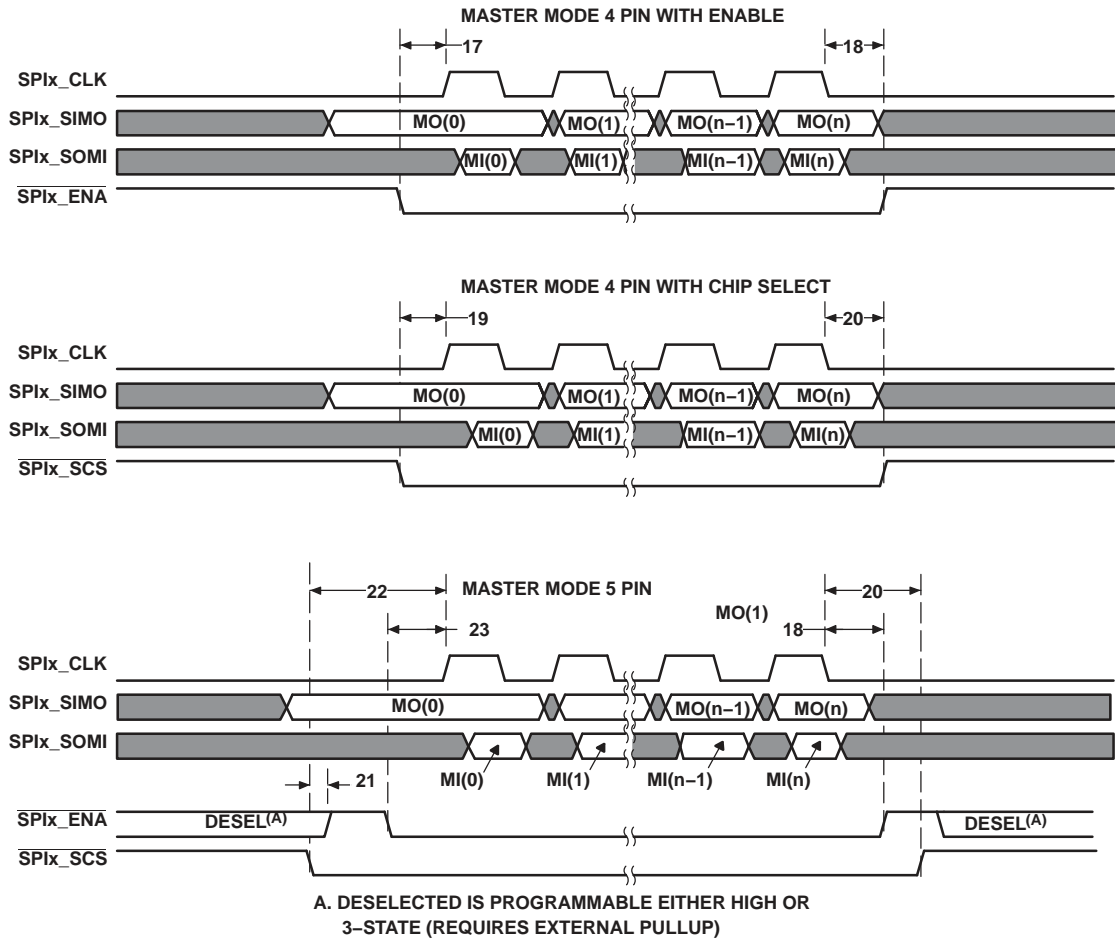 MASTER MODE 4 PIN WITH ENABLE
17
18
SPIx_CLK
SPIx_SIMO
MO(0)
MO(1)
MO(n−1)
MO(n)
SPIx_SOMI
MI(0)
MI(1)
MI(n−1)
MI(n)
SPIx_ENA
MASTER MODE 4 PIN WITH CHIP SELECT
19
20
SPIx_CLK
SPIx_SIMO
MO(0)
MO(1)
MO(n−1)
MO(n)
SPIx_SOMI
MI(0)
MI(1)
MI(n−1)
MI(n)
SPIx_SCS
22
MASTER MODE 5 PIN
20
MO(1)
23
18
SPIx_CLK
SPIx_SIMO
MO(0)
MO(n−1)
MO(n)
SPIx_SOMI
MI(0)
MI(1)
MI(n−1)
MI(n)
21
SPIx_ENA
DESEL(A)
DESEL(A)
SPIx_SCS
A. DESELECTED IS PROGRAMMABLE EITHER HIGH OR
3−STATE (REQUIRES EXTERNAL PULLUP)